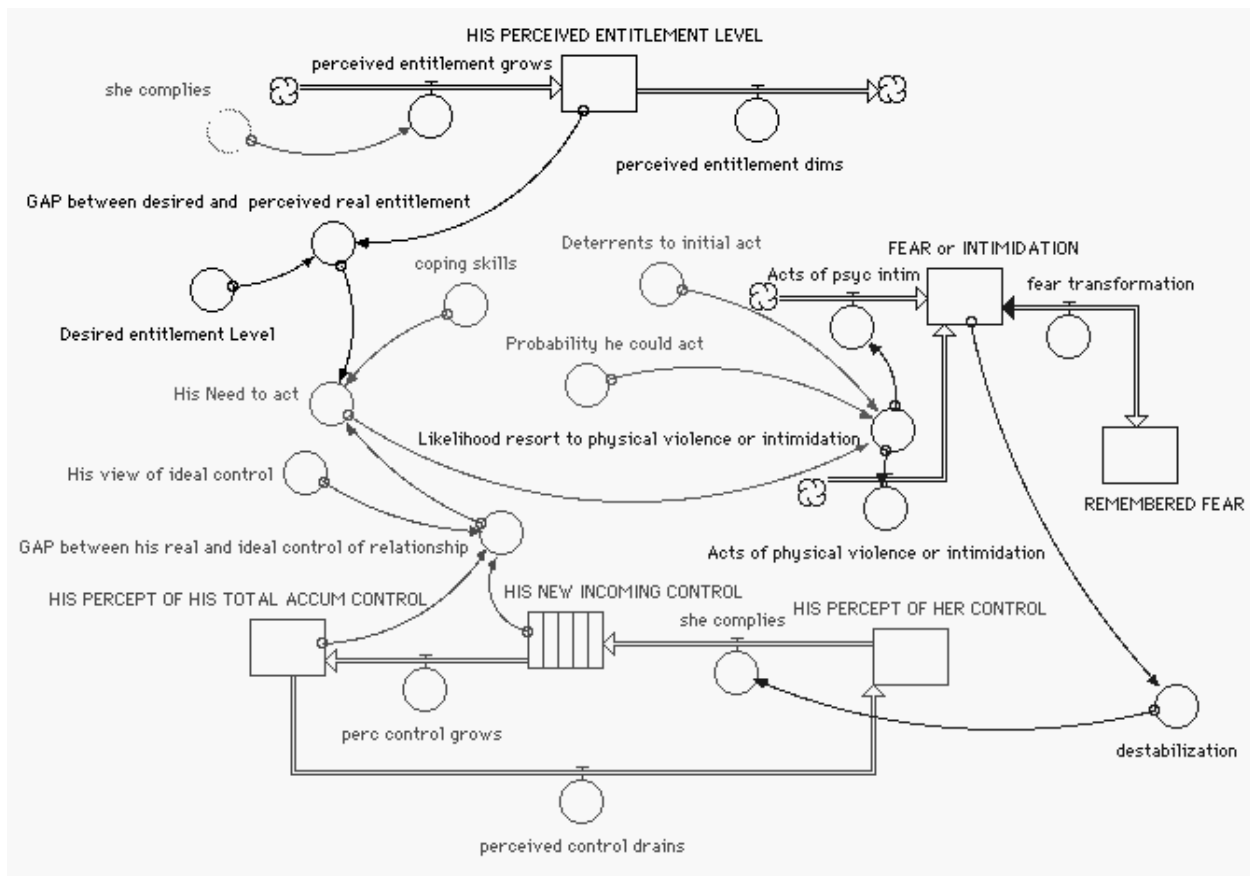 HIS PERCEIVED ENTITLEMENT LEVEL
perceived entitlement grows
she complies
perceived entitlement dims
GAP between desired and perceived real entitlement
Deterrents to initial act
FEAR or INTIMIDATION
coping skills
Acts of psyc intim
fear transformation
Desired entitlement Level
Probability he could act
His Need to act
Likelihood resort to physical violence or intimidation
His view of ideal control
REMEMBERED FEAR
GAP between his real and ideal control of relationship
Acts of physical violence or intimidation
HIS PERCEPT OF HIS TOTAL ACCUM CONTROL
HIS NEW INCOMING CONTROL
HIS PERCEPT OF HER CONTROL
she complies
perc control grows
destabilization
perceived control drains